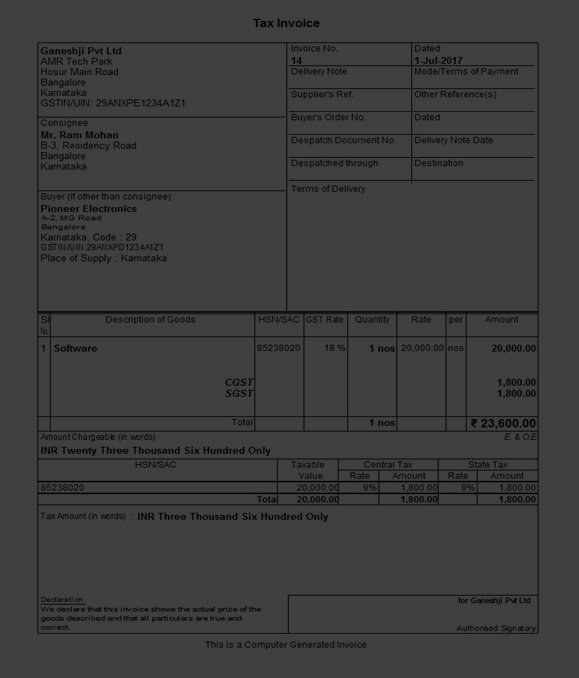 Tax Invoice
Ganeshji Pvt Ltd
AMR Tech Park
Hosur Main Road
Bangalore
Karnataka
GSTIN/UIN: 29ANXPE1234A1Z1
Invoice No.
14
Dated
1-Jul-2017
Delivery Note
Mode/Terms of Payment
Supplier's Ref.
Other Reference(s)
Consignee
Mr. Ram Mohan
B-3, Residency Road
Bangalore
Karnataka
Buyer's Order No.
Dated
Despatch Document No.
Delivery Note Date
Despatched through
Destination
Buyer (if other than consignee)
Pioneer Electronics
A-2, MG Road
Bangalore
Karnataka, Code : 29
GSTIN/UIN:29ANXPD1234A1Z1
Place of Supply : Karnataka
Terms of Delivery
Sl No Description of Goods HSN/SAC GST Rate Quantity Rate per Amount
1 Software 85238020 18 % 1 nos 20,000.00 nos 20,000.00
CGST 1,800.00
SGST 1,800.00
Total 1 nos ₹ 23,600.00
Amount Chargeable (in words) E. & O.E
INR Twenty Three Thousand Six Hundred Only
HSN/SAC Taxable Central Tax State Tax
Value Rate Amount Rate Amount
85238020 20,000.00 9% 1,800.00 9% 1,800.00
Total 20,000.00 1,800.00 1,800.00
Tax Amount (in words) : INR Three Thousand Six Hundred Only
Declaration
We declare that this invoice shows the actual price of the
goods described and that all particulars are true and
correct.
for Ganeshji Pvt Ltd
Authorised Signatory
This is a Computer Generated Invoice